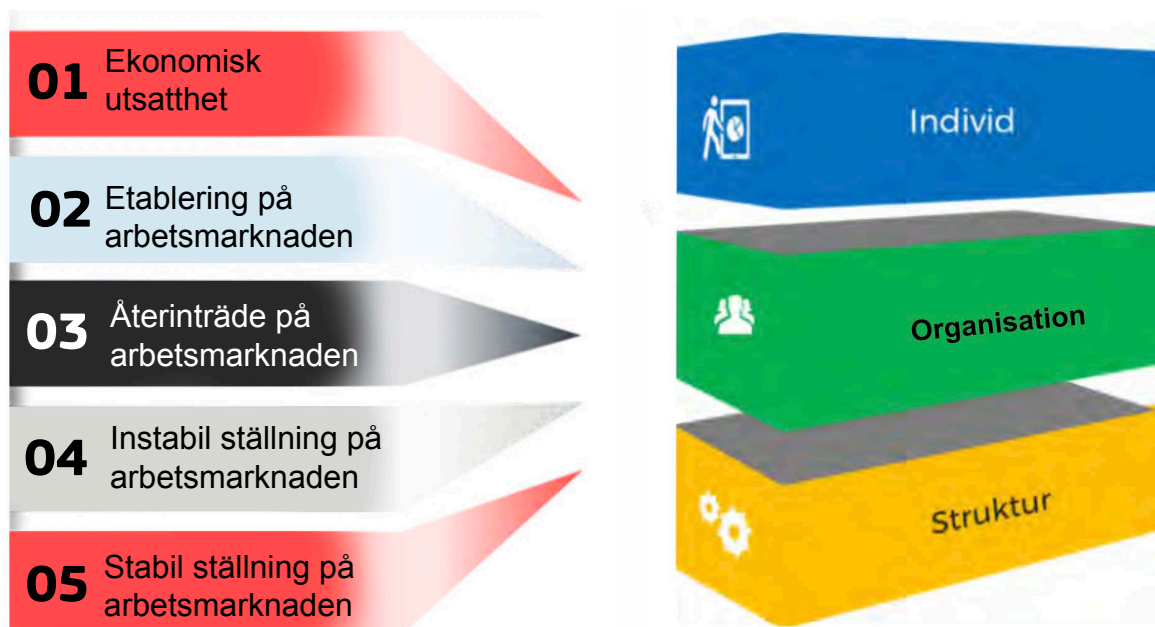 01 Ekonomisk
utsatthet
02 Etablering på
arbetsmarknaden
03 Återinträde på
arbetsmarknaden
04 Instabil ställning på
arbetsmarknaden
05 Stabil ställning på
arbetsmarknaden
Individ
Organisation
Struktur